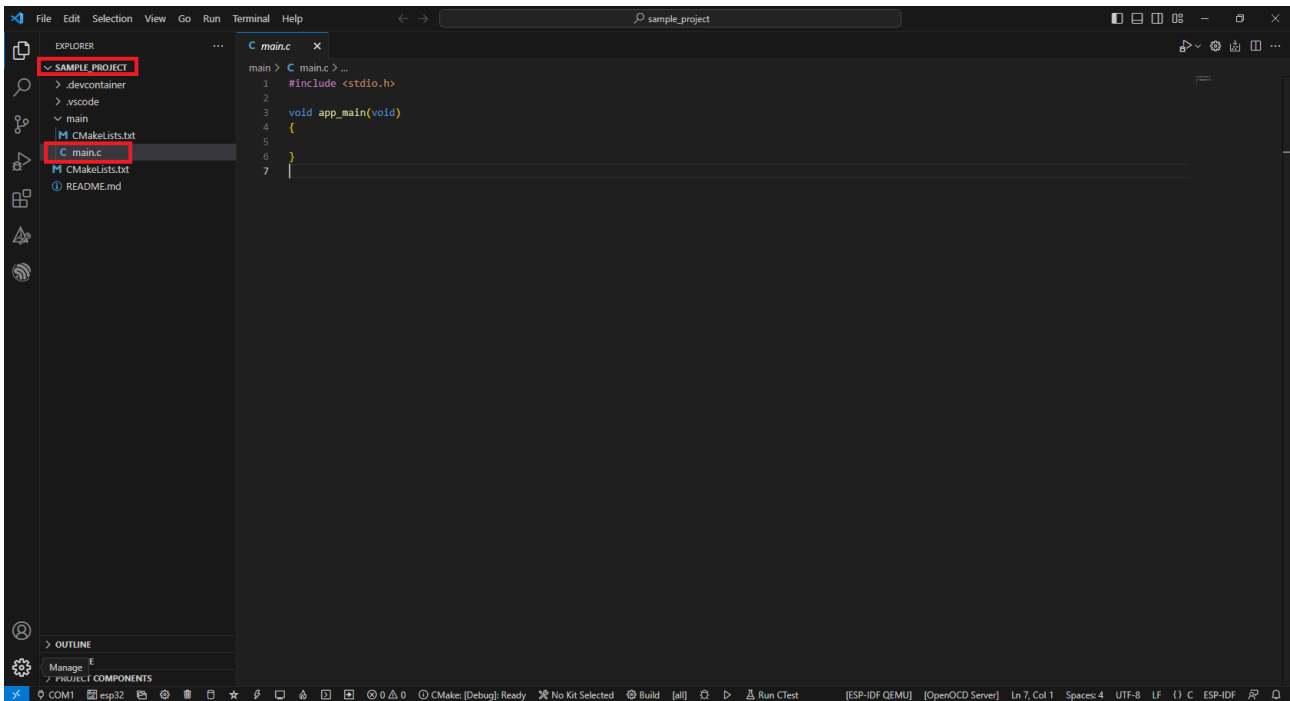 File Edit Selection View Go Run Terminal Help
sample_project
EXPLORER
SAMPLE_PROJECT
.devcontainer
.vscode
main
M CMakeLists.txt
C main.c
M CMakeLists.txt
README.md
C main.c
main > C main.c > ...
1 #include <stdio.h>
2
3 void app_main(void)
4 {
5
6 }
7
OUTLINE
Manage
PROJECT COMPONENTS
COM1 esp32 0 0 CMake: [Debug]: Ready No Kit Selected Build [all] Run CTest [ESP-IDF QEMU] [OpenOCD Server] Ln 7, Col 1 Spaces: 4 UTF-8 LF {} C ESP-IDF